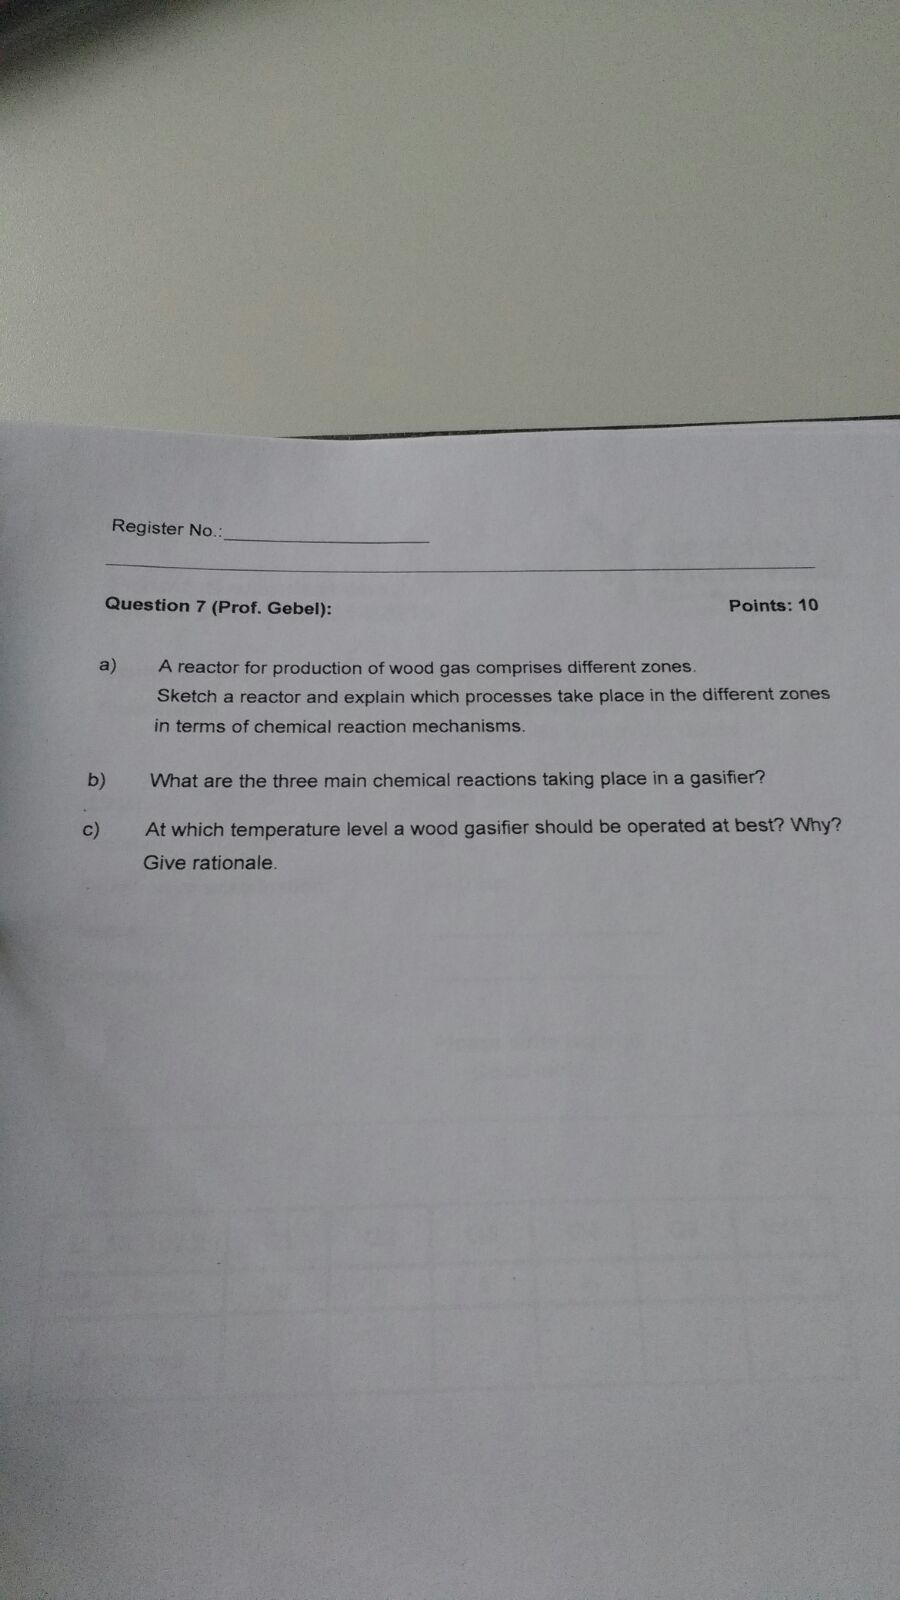 Register No.:
Question 7 (Prof. Gebel): Points: 10
a) A reactor for production of wood gas comprises different zones.
Sketch a reactor and explain which processes take place in the different zones
in terms of chemical reaction mechanisms.
b) What are the three main chemical reactions taking place in a gasifier?
c) At which temperature level a wood gasifier should be operated at best? Why?
Give rationale.